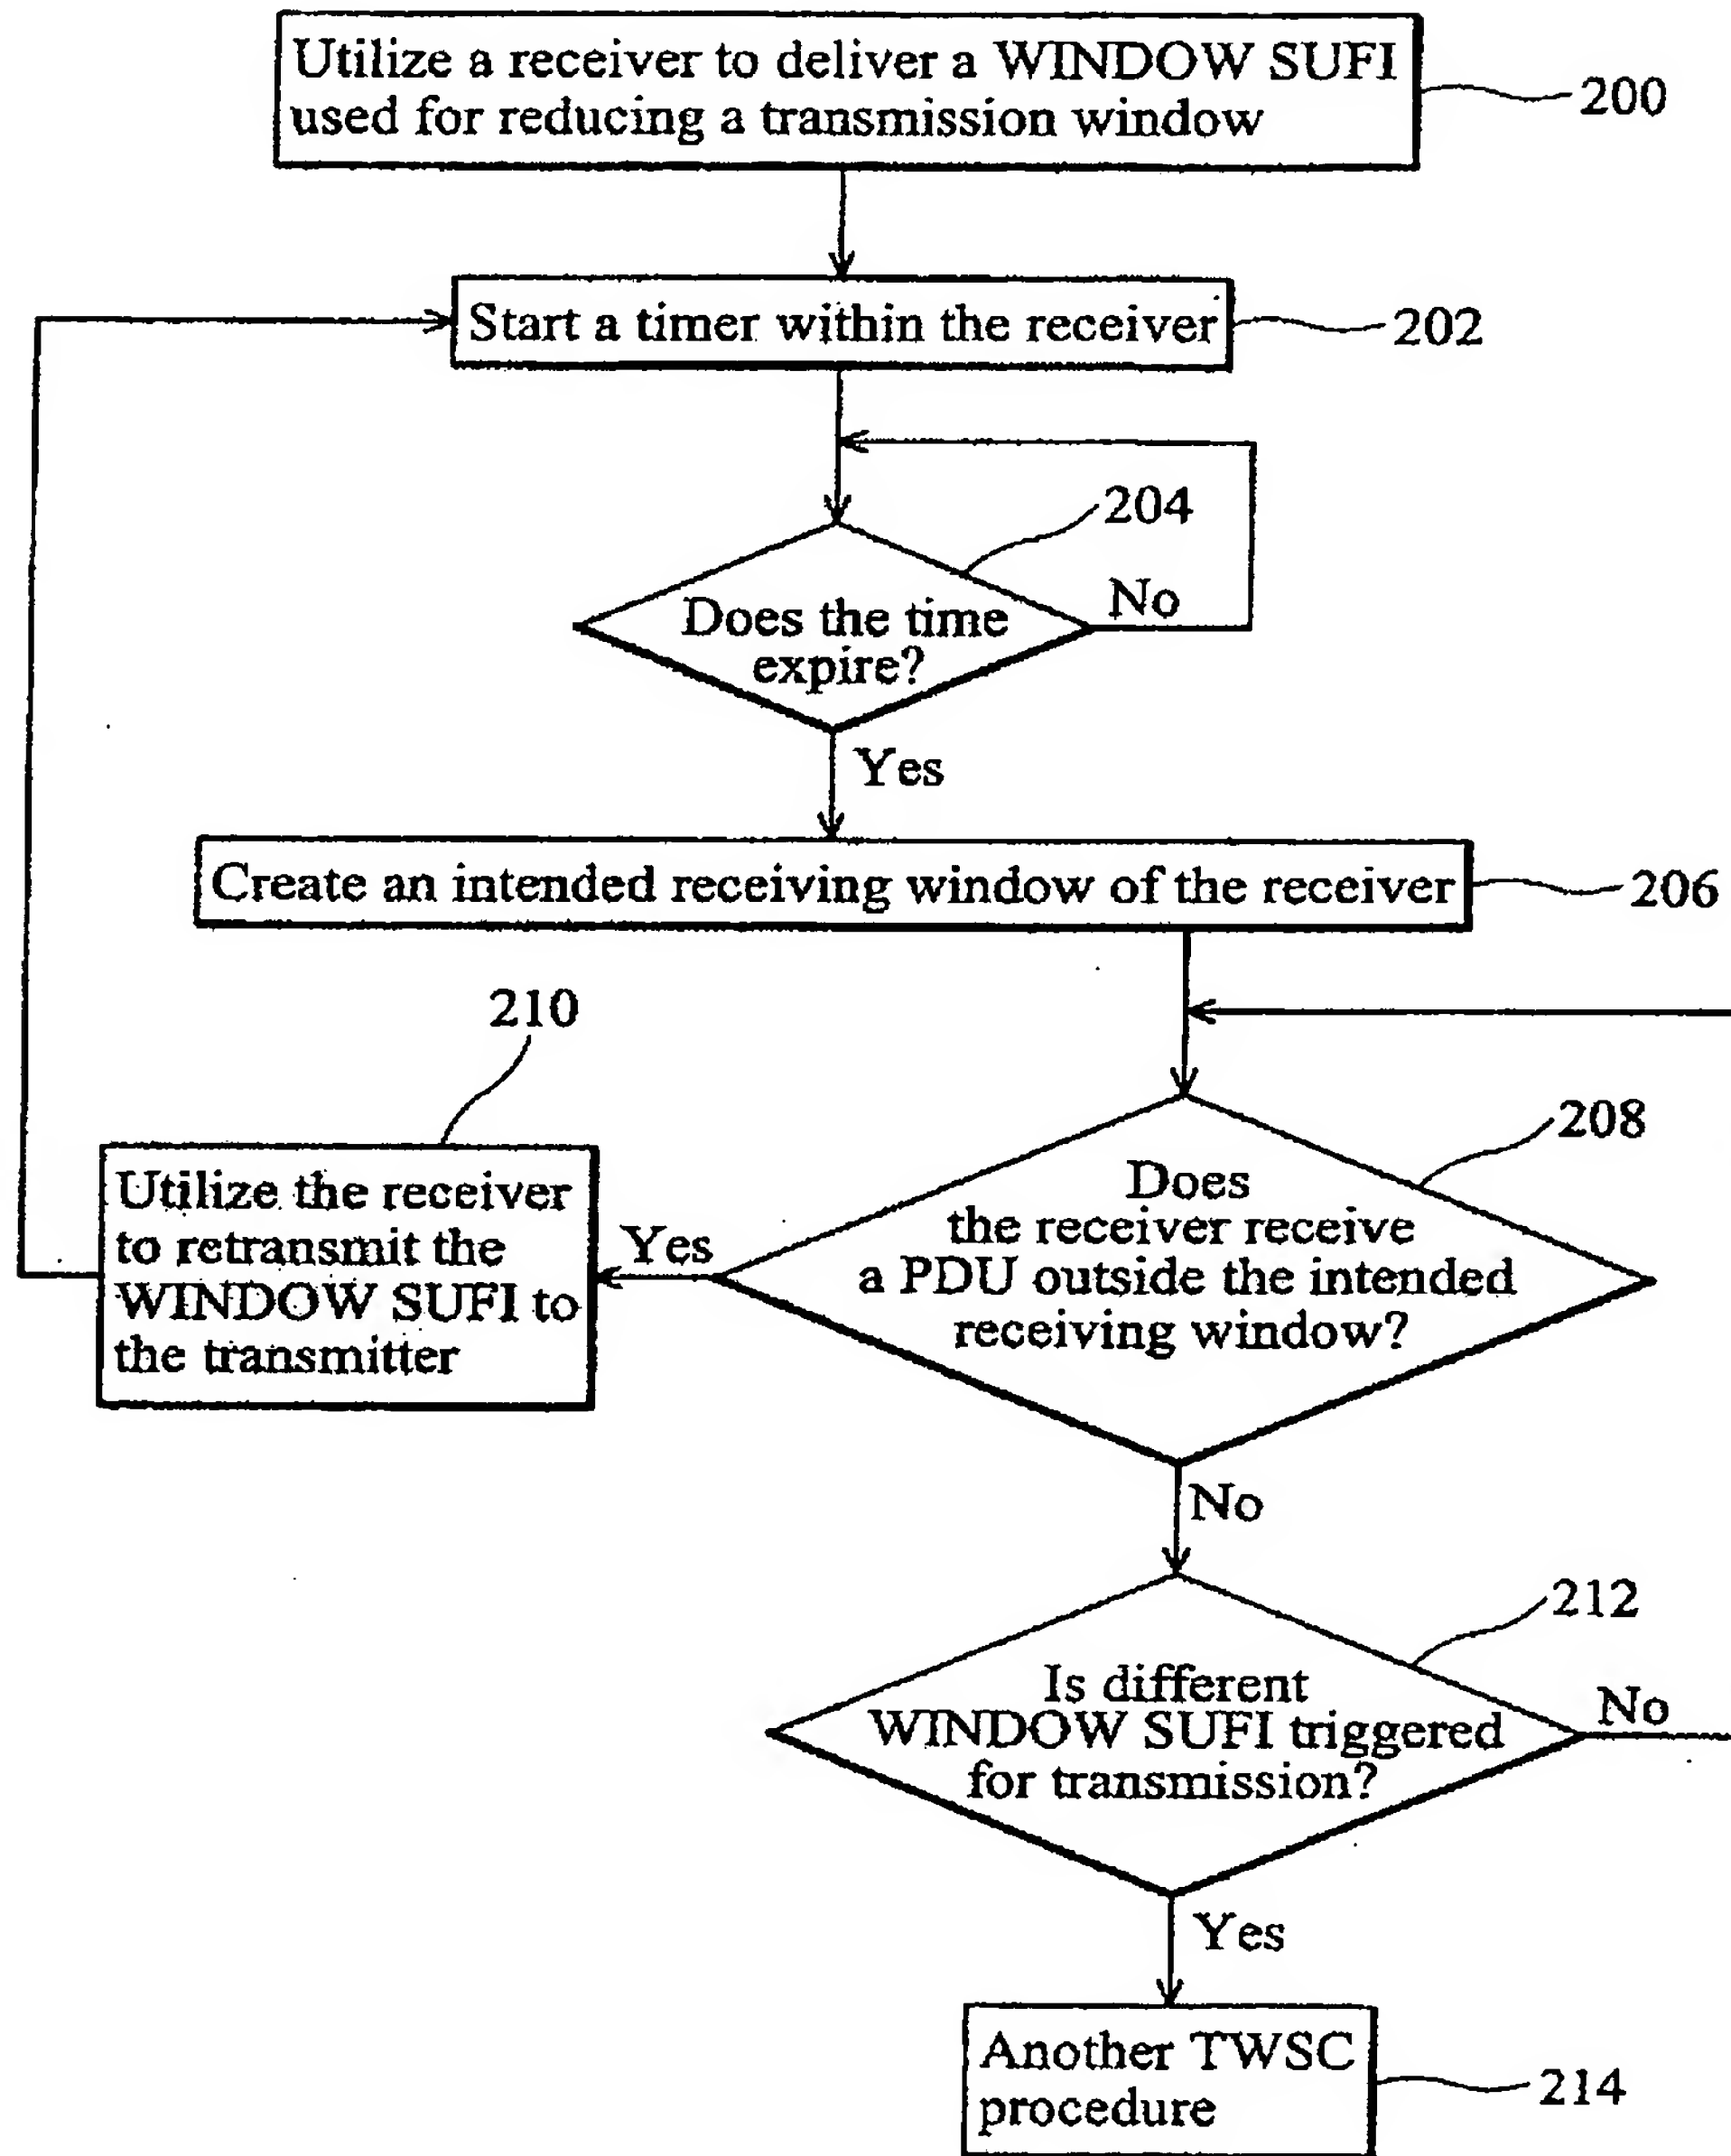 Utilize a receiver to deliver a WINDOW SUFI
used for reducing a transmission window
200
Start a timer within the receiver
202
204
Does the time
expire?
No
Yes
Create an intended receiving window of the receiver
206
210
208
Utilize the receiver
to retransmit the
WINDOW SUFI to
the transmitter
Yes
Does
the receiver receive
a PDU outside the intended
receiving window?
No
212
Is different
WINDOW SUFI triggered
for transmission?
No
Yes
Another TWSC
procedure
214